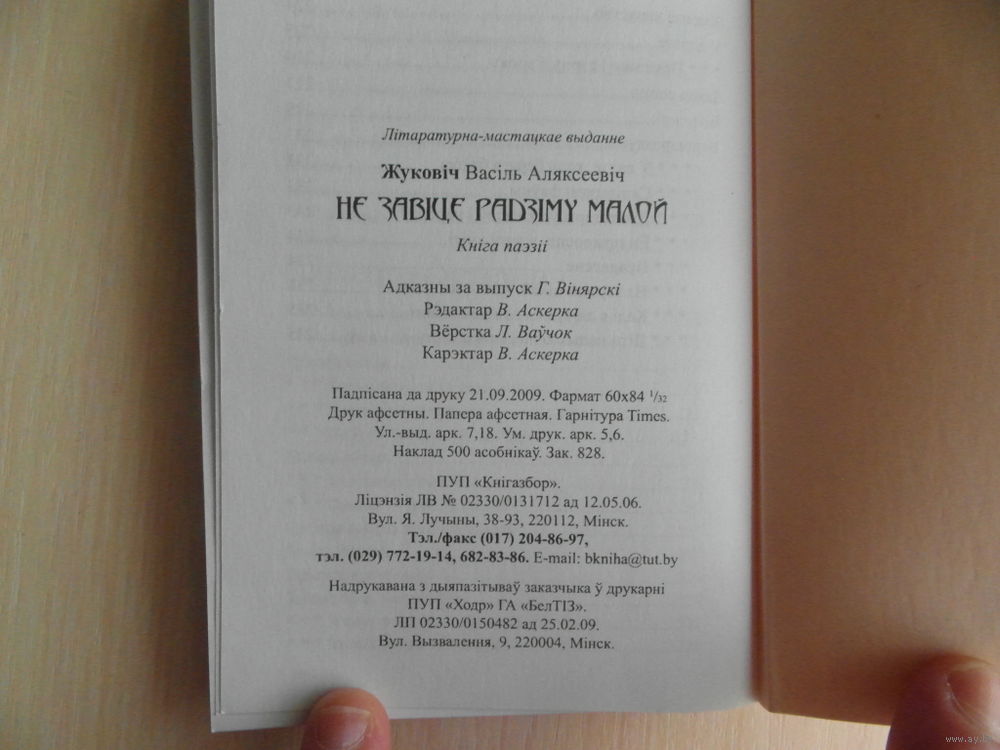 Літаратурна-мастацкае выданне
Жуковіч Васіль Аляксеевіч
НЕ ЗАВІЦЕ РАДЗІМУ МАЛОЙ
Кніга паэзіі
Адказны за выпуск Г. Вінярскі
Рэдактар В. Аскерка
Вёрстка Л. Ваўчок
Карэктар В. Аскерка
Падпісана да друку 21.09.2009. Фармат 60х84 1/32
Друк афсетны. Папера афсетная. Гарнітура Times.
Ул.-выд. арк. 7,18. Ум. друк. арк. 5,6.
Наклад 500 асобнікаў. Зак. 828.
ПУП «Кнігазбор».
Ліцэнзія ЛВ № 02330/0131712 ад 12.05.06.
Вул. Я. Лучыны, 38-93, 220112, Мінск.
Тэл./факс (017) 204-86-97,
тэл. (029) 772-19-14, 682-83-86. E-mail: bkniha@tut.by
Надрукавана з дыяпазітываў заказчыка ў друкарні
ПУП «Ходр» ГА «БелТІЗ».
ЛП 02330/0150482 ад 25.02.09.
Вул. Вызвалення, 9, 220004, Мінск.